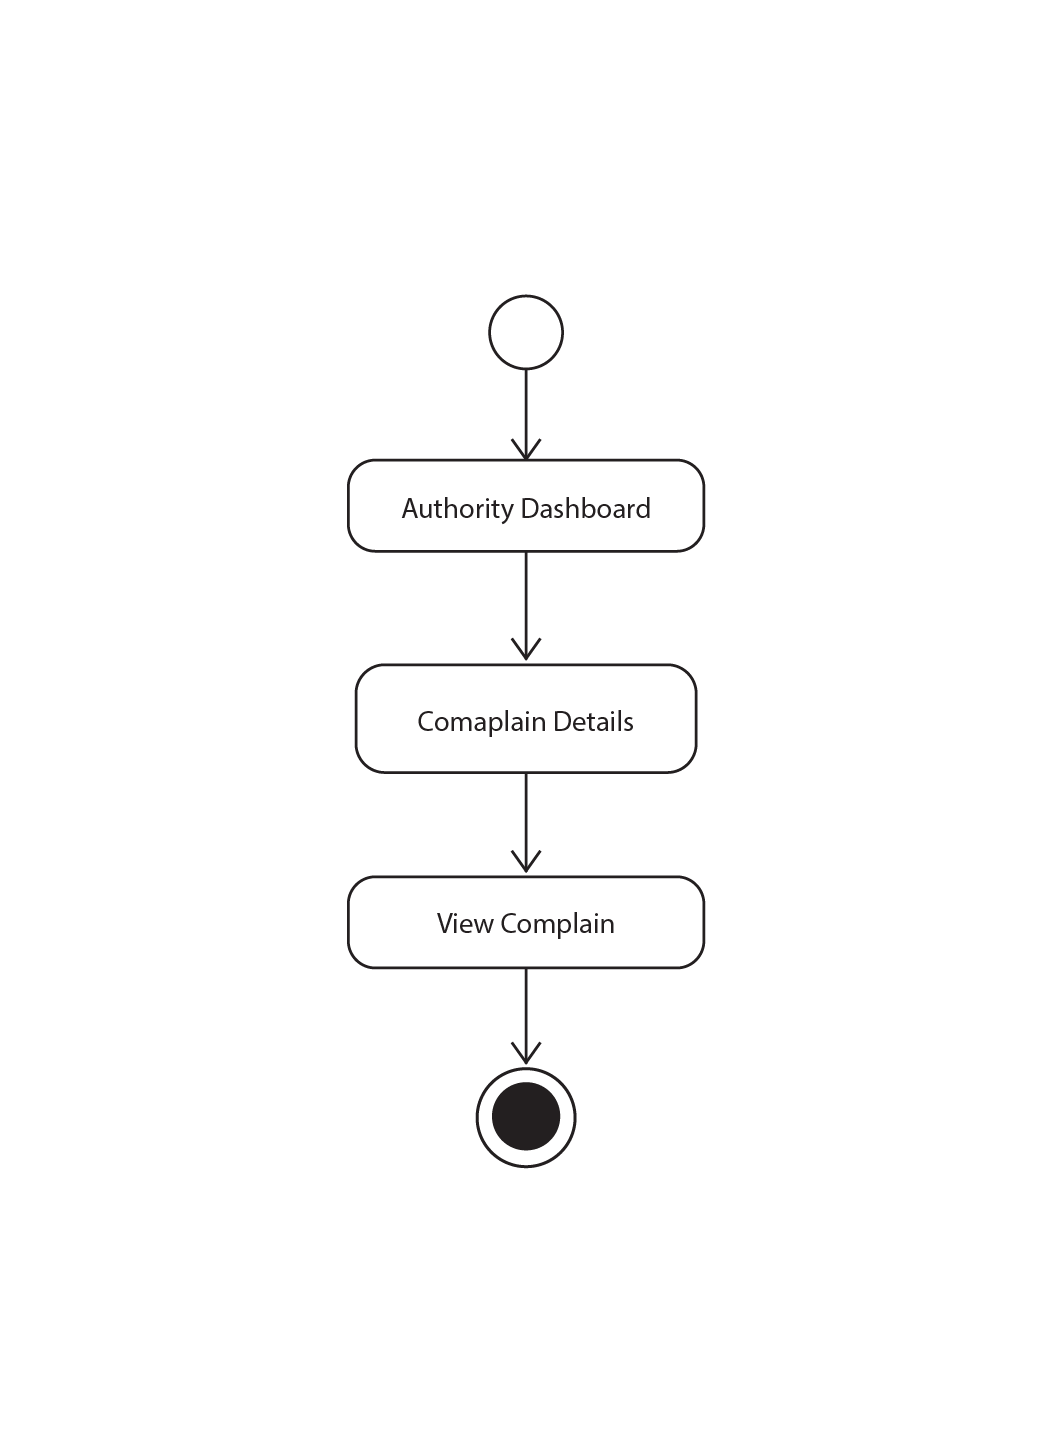 Authority Dashboard
Comaplain Details
View Complain